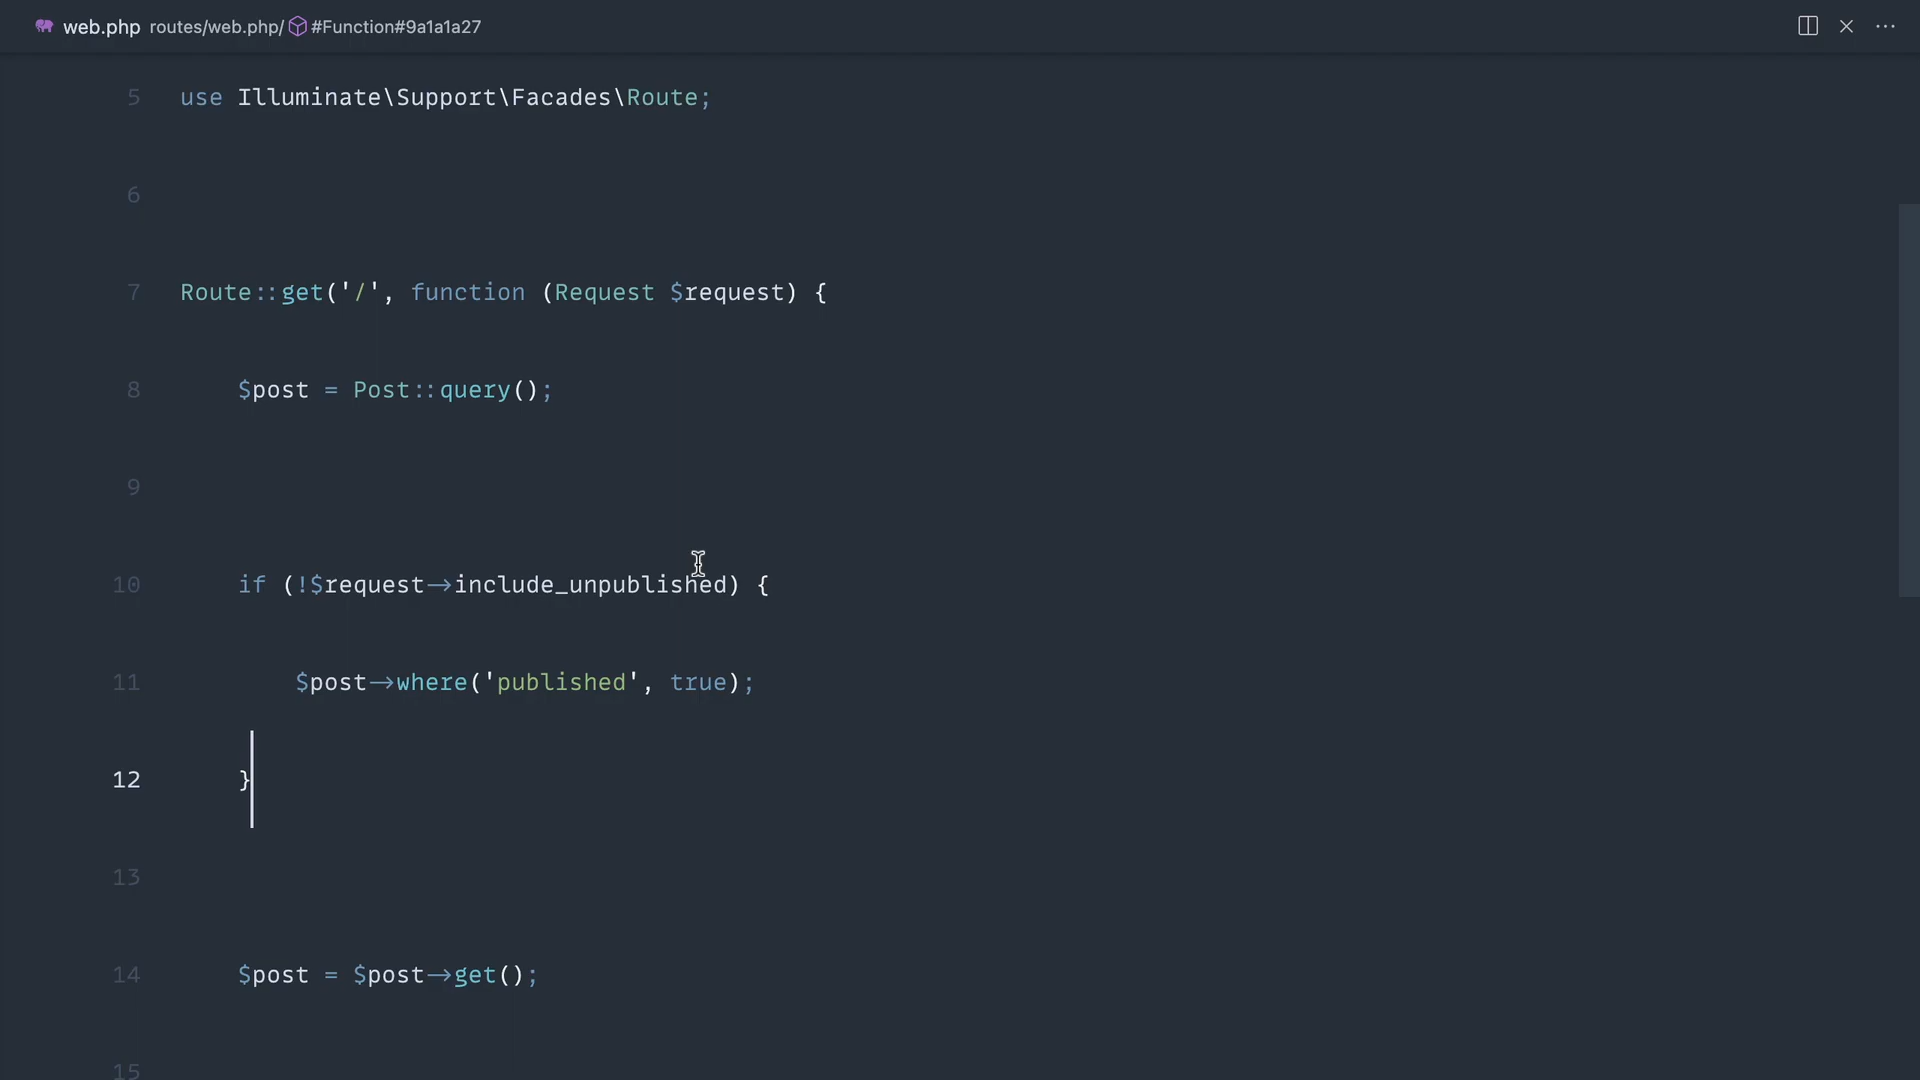 web.php routes/web.php/ #Function#9a1a1a27
5 use Illuminate\Support\Facades\Route;
6
7 Route::get('/', function (Request $request) {
8 $post = Post::query();
9
10 if (!$request->include_unpublished) {
11 $post->where('published', true);
12 }
13
14 $post = $post->get();
15